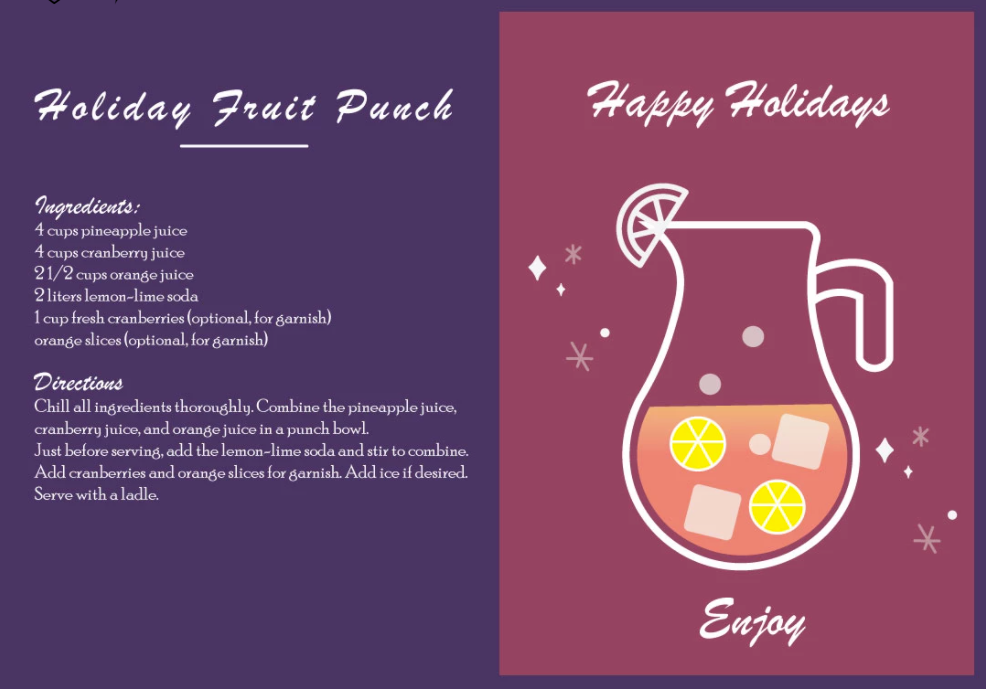 Holiday Fruit Punch
Ingredients:
4 cups pineapple juice
4 cups cranberry juice
2 1/2 cups orange juice
2 liters lemon-lime soda
1 cup fresh cranberries (optional, for garnish)
orange slices (optional, for garnish)
Directions
Chill all ingredients thoroughly. Combine the pineapple juice,
cranberry juice, and orange juice in a punch bowl.
Just before serving, add the lemon-lime soda and stir to combine.
Add cranberries and orange slices for garnish. Add ice if desired.
Serve with a ladle.
Happy Holidays
Enjoy